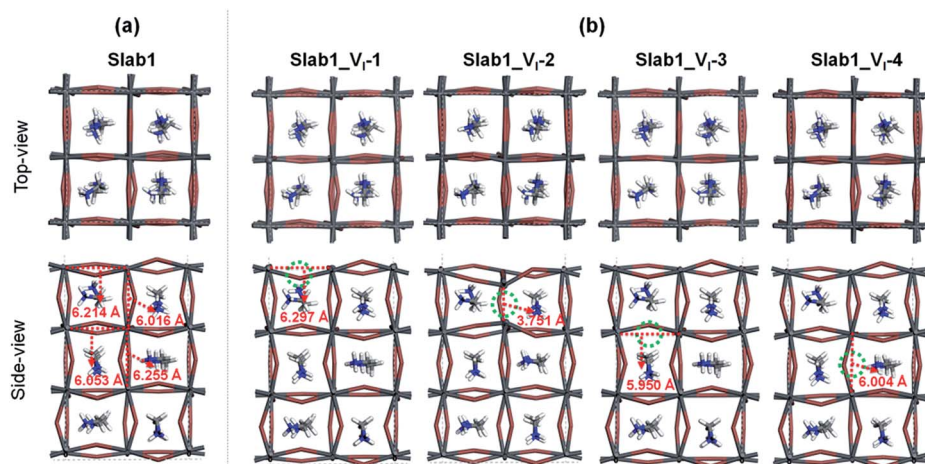 (a)
(b)
Slab1
Slab1_VI-1
Slab1_VI-2
Slab1_VI-3
Slab1_VI-4
Top-view
Side-view
6.214 Å
6.016 Å
6.053 Å
6.255 Å
6.297 Å
3.751 Å
5.950 Å
6.004 Å